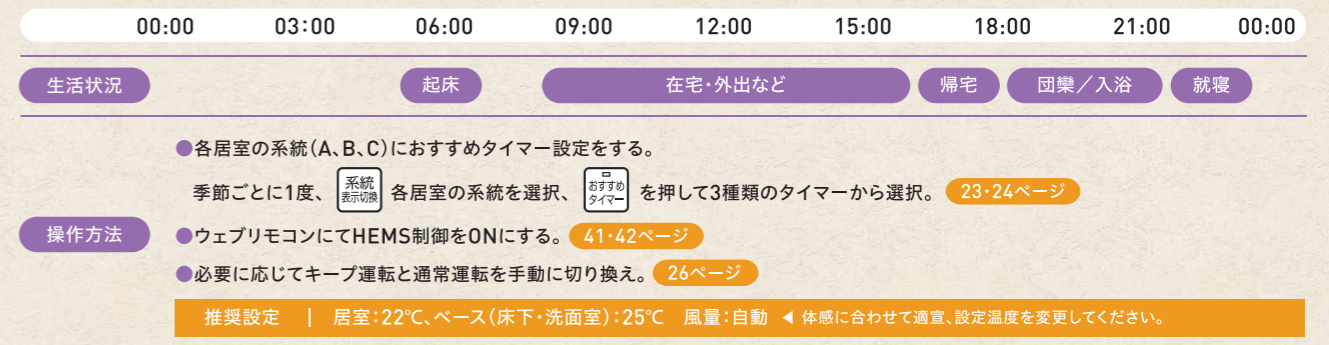 00:00 03:00 06:00 09:00 12:00 15:00 18:00 21:00 00:00
生活状況 起床 在宅・外出など 帰宅 団欒／入浴 就寝
●各居室の系統（A、B、C）におすすめタイマー設定をする。
季節ごとに1度、 系統 表示切換 各居室の系統を選択、 おすすめ タイマー を押して3種類のタイマーから選択。 23・24ページ
操作方法 ●ウェブリモコンにてHEMS制御をONにする。 41・42ページ
●必要に応じてキープ運転と通常運転を手動に切り換え。 26ページ
推奨設定 | 居室：22℃、ベース（床下・洗面室）：25℃ 風量：自動 ◀ 体感に合わせて適宣、設定温度を変更してください。